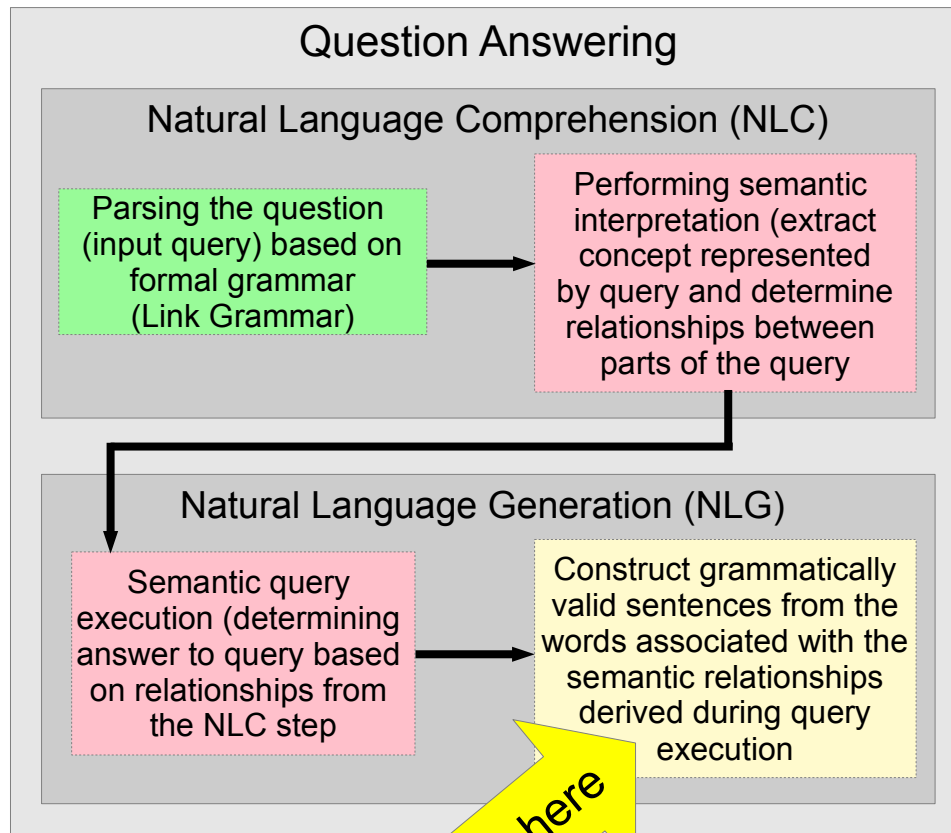 Question Answering
Natural Language Comprehension (NLC)
Parsing the question
(input query) based on
formal grammar
(Link Grammar)
Performing semantic
interpretation (extract
concept represented
by query and determine
relationships between
parts of the query
Natural Language Generation (NLG)
Semantic query
execution (determining
answer to query based
on relationships from
the NLC step
Construct grammatically
valid sentences from the
words associated with the
semantic relationships
derived during query
execution
here